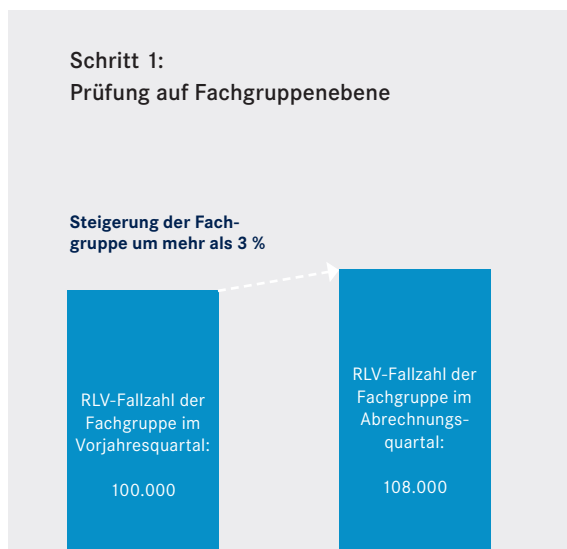 Schritt 1:
Prüfung auf Fachgruppenebene
Steigerung der Fach-
gruppe um mehr als 3 %
RLV-Fallzahl der
Fachgruppe im
Vorjahresquartal:
100.000
RLV-Fallzahl der
Fachgruppe im
Abrechnungs-
quartal:
108.000